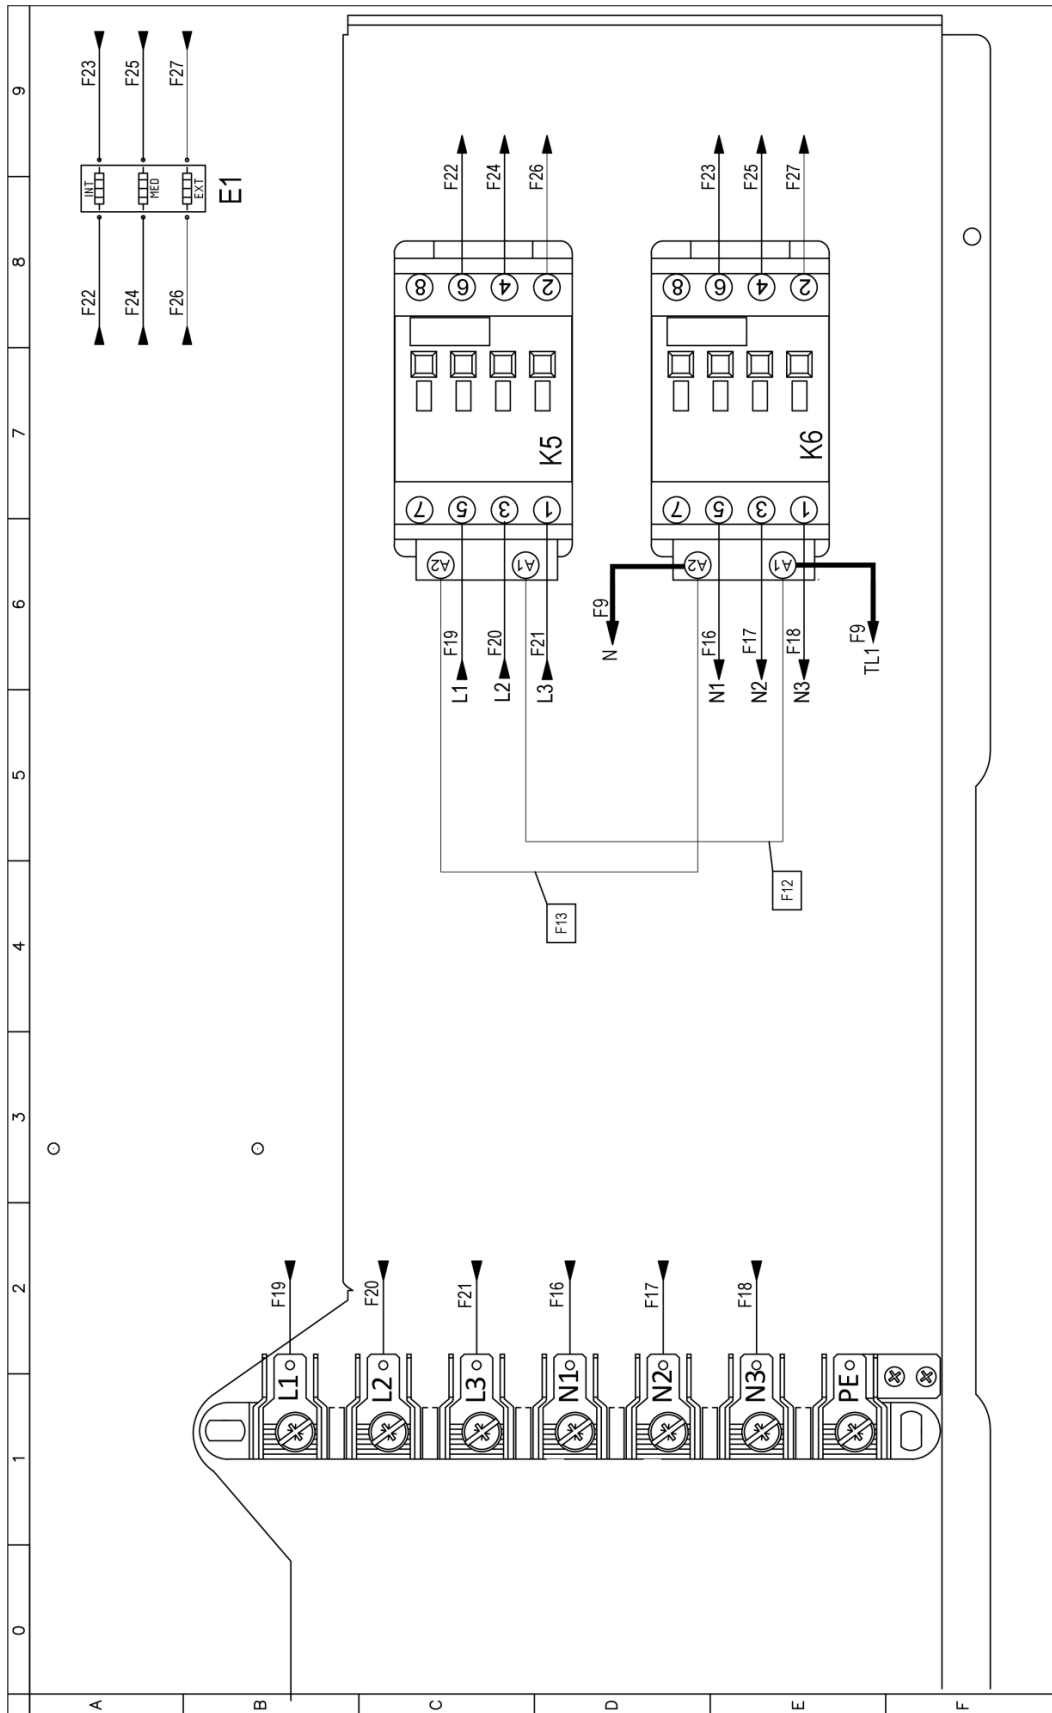 9
8
7
6
5
4
3
2
1
0
A
B
C
D
E
F
F23
F25
F27
INT
MED
EXT
E1
F22
F24
F26
F22
F24
F26
8
6
4
2
K5
7
5
3
1
A2
A1
F19
F20
F21
L1
L2
L3
F23
F25
F27
8
6
4
2
K6
7
5
3
1
A2
A1
F9
N
F16
F17
F18
N1
N2
N3
F9
TL1
F13
F12
F19
F20
F21
F16
F17
F18
L1
L2
L3
N1
N2
N3
PE